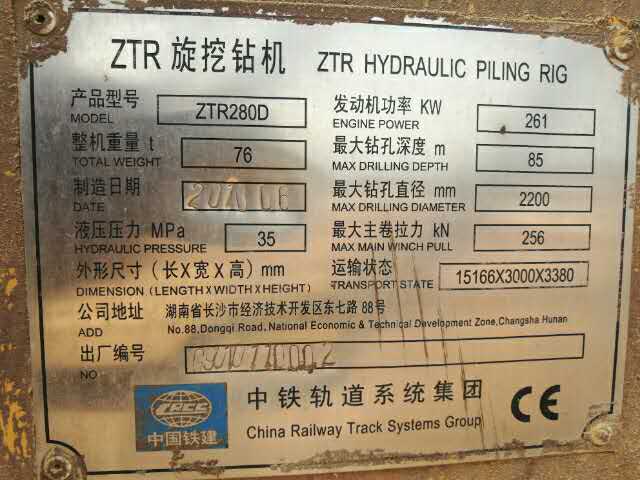 ZTR 旋挖钻机 ZTR HYDRAULIC PILING RIG
产品型号 ZTR280D 发动机功率 KW 261
MODEL ENGINE POWER
整机重量 t 76 最大钻孔深度 m 85
TOTAL WEIGHT MAX DRILLING DEPTH
制造日期 最大钻孔直径 mm 2200
DATE MAX DRILLING DIAMETER
液压压力 MPa 35 最大主卷拉力 kN 256
HYDRAULIC PRESSURE MAX MAIN WINCH PULL
外形尺寸 (长X宽X高) mm 运输状态 15166X3000X3380
DIMENSION (LENGTH X WIDTH X HEIGHT) TRANSPORT STATE
公司地址 湖南省长沙市经济技术开发区东七路 88号
ADD No.88,Dongqi Road, National Economic & Technical Development Zone,Changsha Hunan
出厂编号
NO
CRCC 中铁轨道系统集团 CE
中国铁建 China Railway Track Systems Group